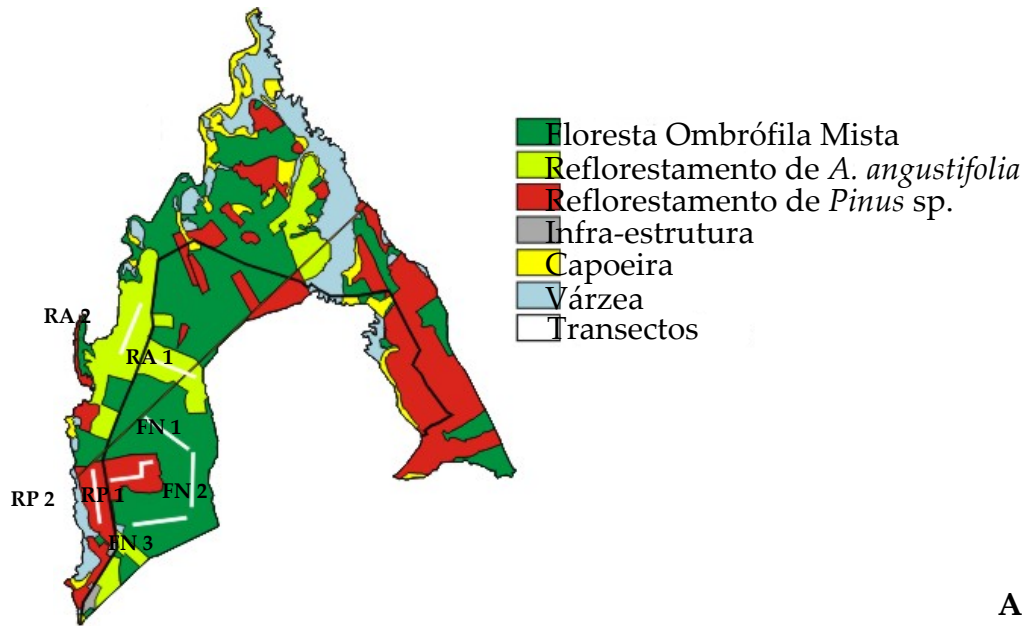 Floresta Ombrófila Mista
Reflorestamento de A. angustifolia
Reflorestamento de Pinus sp.
Infra-estrutura
Capoeira
Várzea
Transectos
RA 2
RA 1
FN 1
RP 2
RP 1
FN 2
FN 3
A